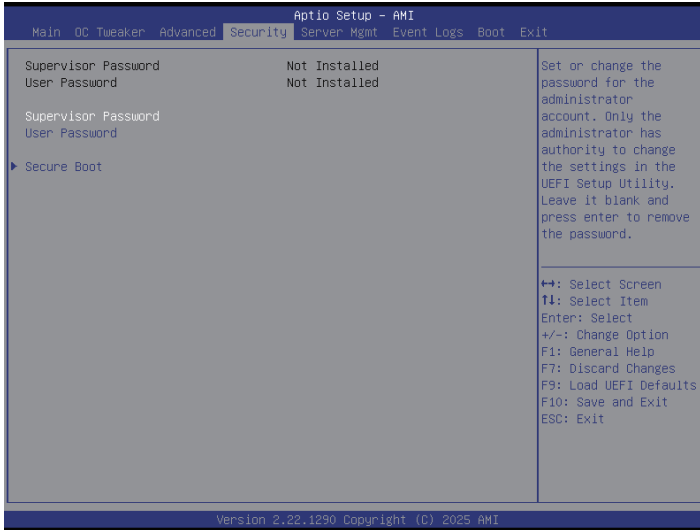 Aptio Setup - AMI
Main OC Tweaker Advanced Security Server Mgmt Event Logs Boot Exit
Supervisor Password Not Installed
User Password Not Installed
Supervisor Password
User Password
Secure Boot
Set or change the
password for the
administrator
account. Only the
administrator has
authority to change
the settings in the
UEFI Setup Utility.
Leave it blank and
press enter to remove
the password.
↔: Select Screen
↑↓: Select Item
Enter: Select
+/-: Change Option
F1: General Help
F7: Discard Changes
F9: Load UEFI Defaults
F10: Save and Exit
ESC: Exit
Version 2.22.1290 Copyright (C) 2025 AMI